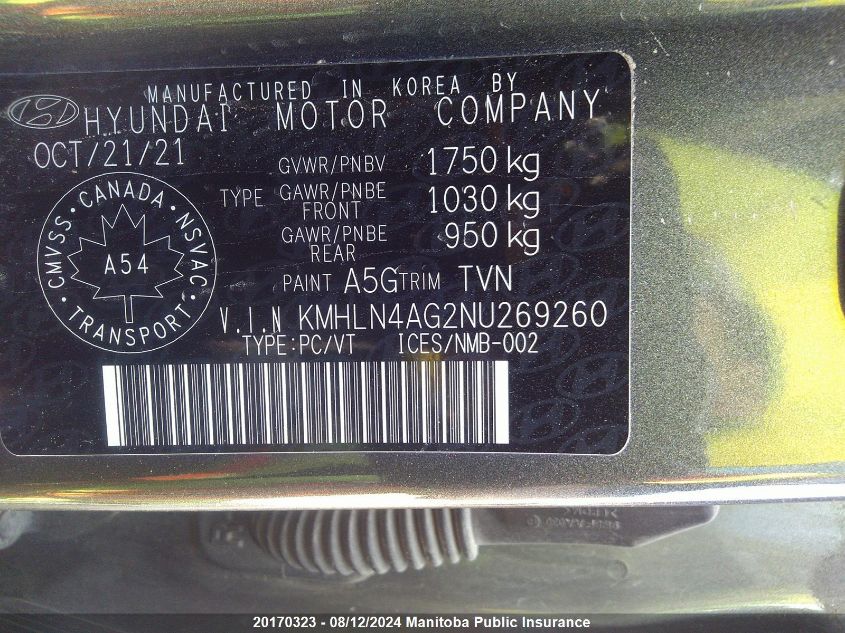 MANUFACTURED IN KOREA BY
HYUNDAI MOTOR COMPANY
OCT/21/21
GVWR/PNBV 1750 kg
TYPE GAWR/PNBE FRONT 1030 kg
GAWR/PNBE REAR 950 kg
PAINT A5G TRIM TVN
V.I.N KMHLN4AG2NU269260
TYPE:PC/VT ICES/NMB-002
CMVSS • CANADA • NSVAC • TRANSPORT •
A54
20170323 - 08/12/2024 Manitoba Public Insurance